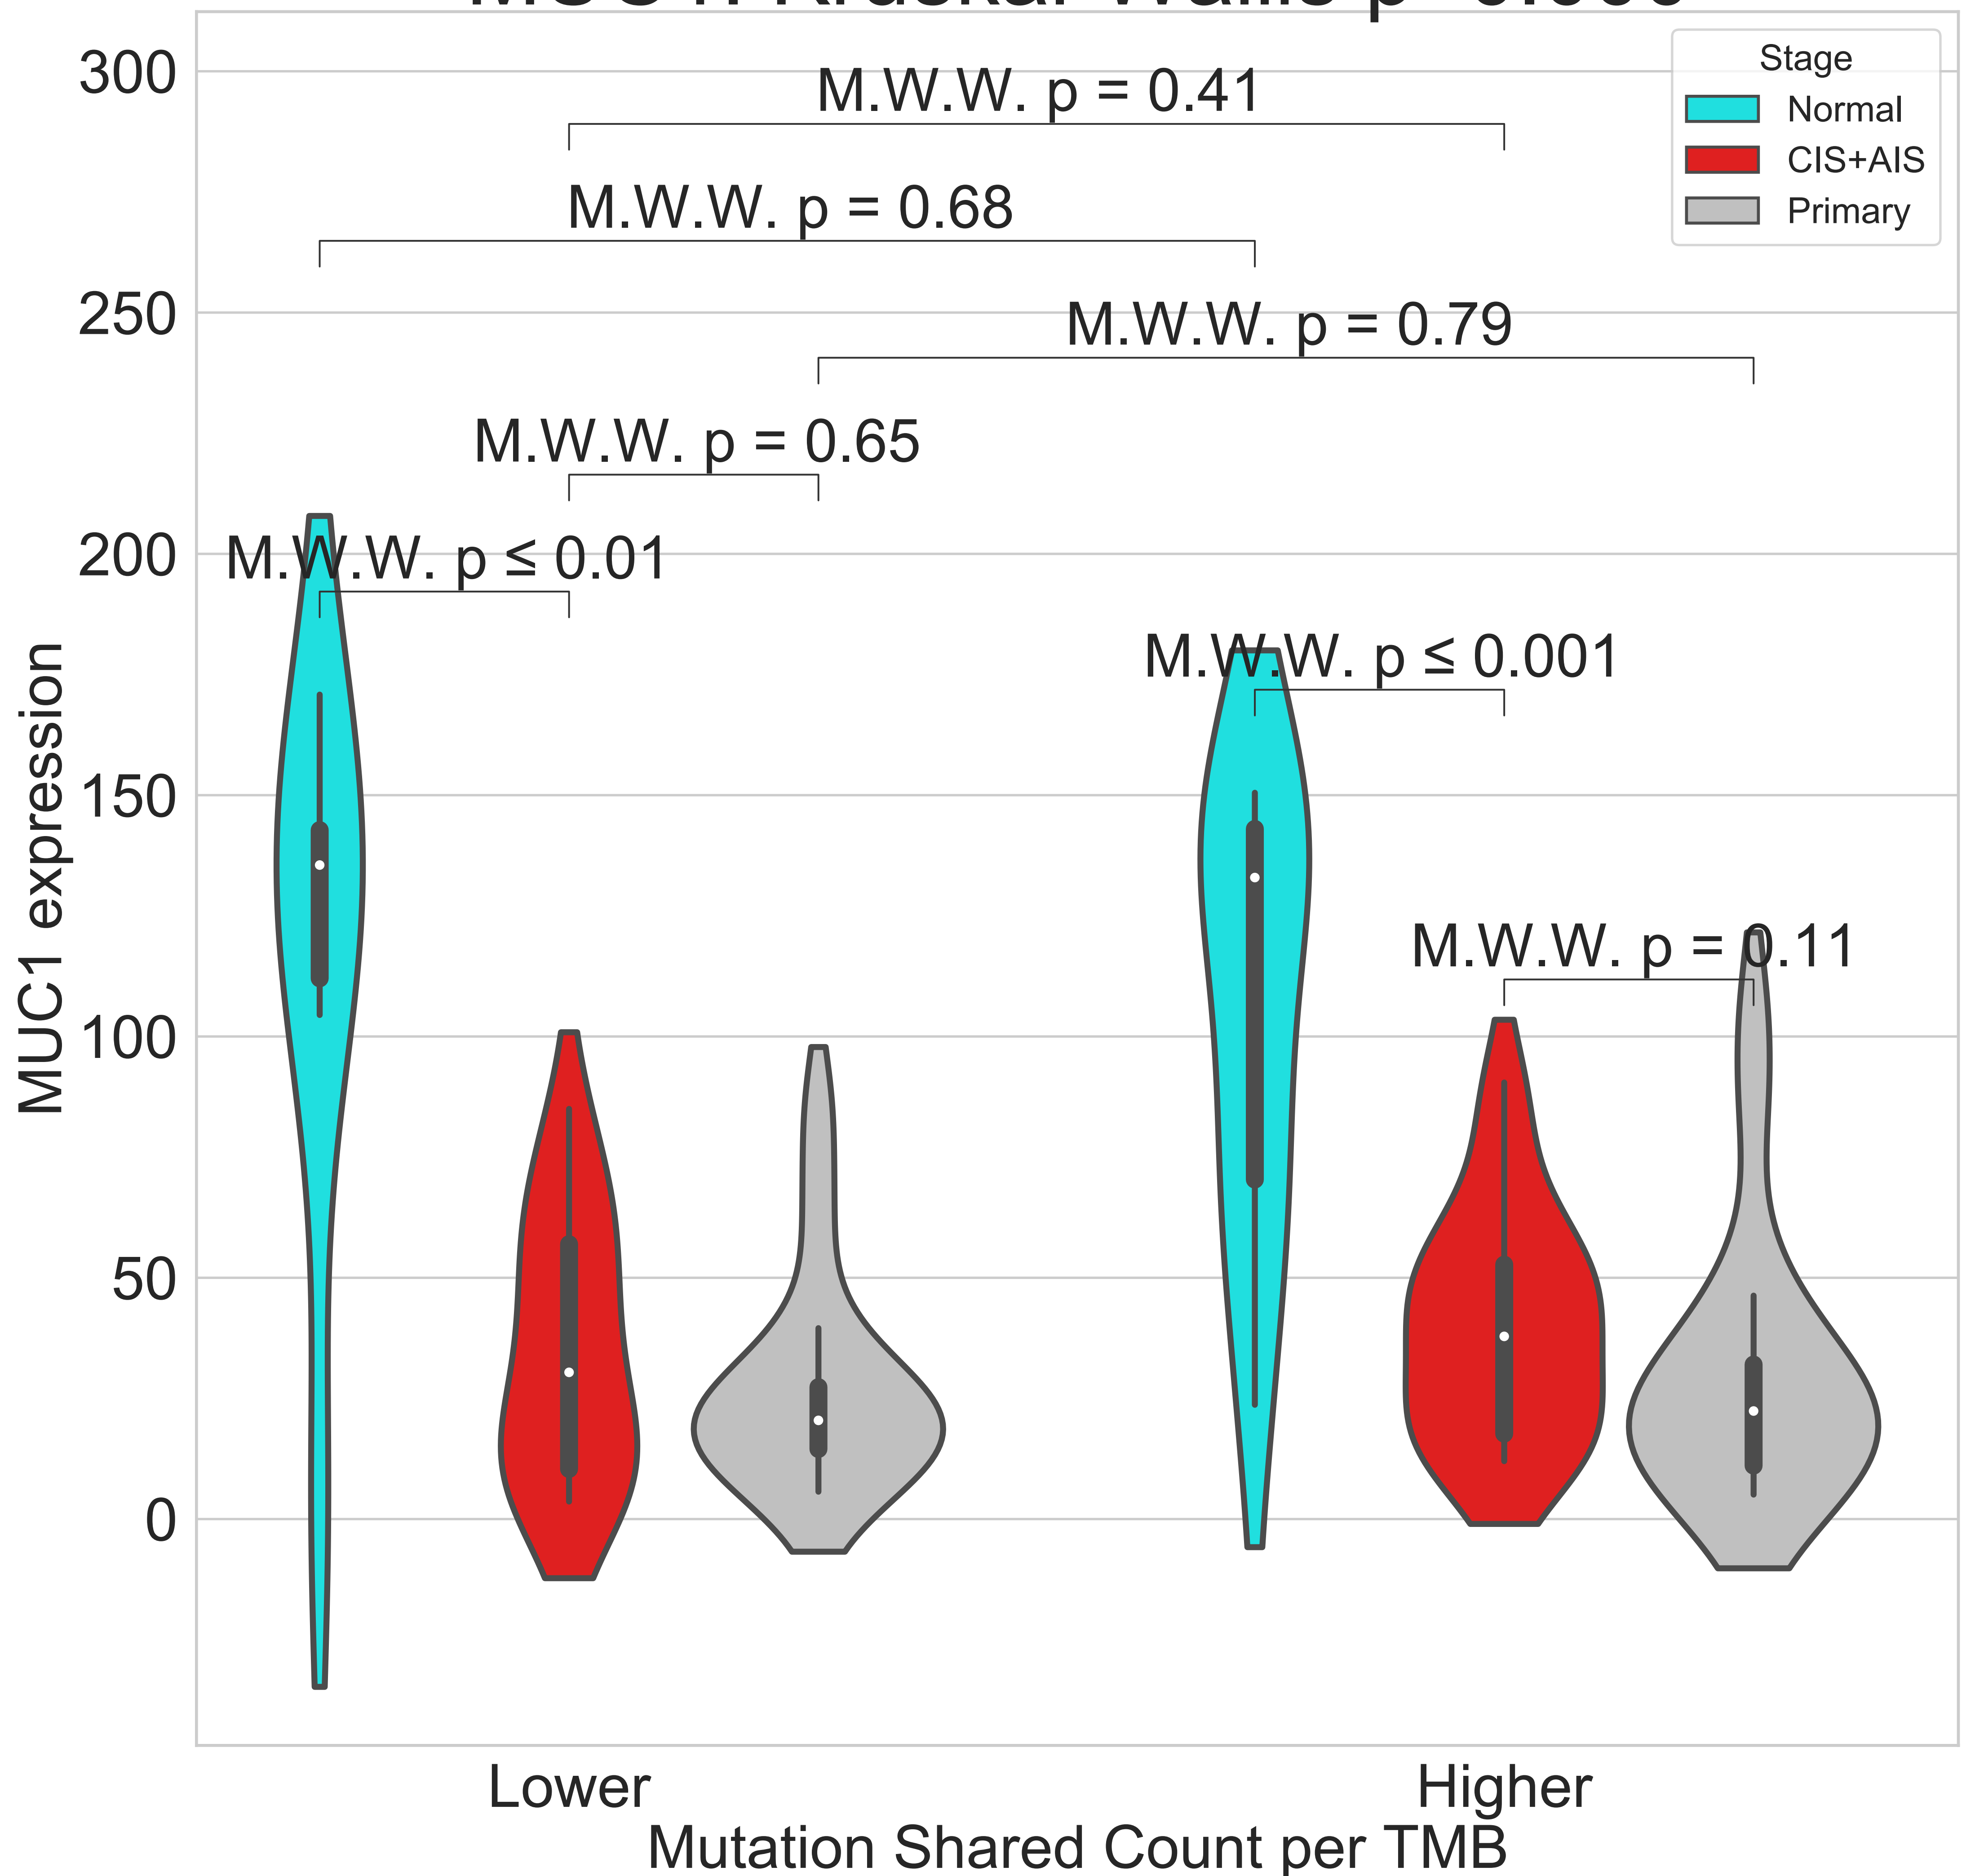 300
250
200
150
100
50
0
MUC1 expression
M.W.W. p = 0.41
M.W.W. p = 0.68
M.W.W. p = 0.79
M.W.W. p = 0.65
M.W.W. p ≤ 0.01
M.W.W. p ≤ 0.001
M.W.W. p = 0.11
Stage
Normal
CIS+AIS
Primary
Lower
Higher
Mutation Shared Count per TMB